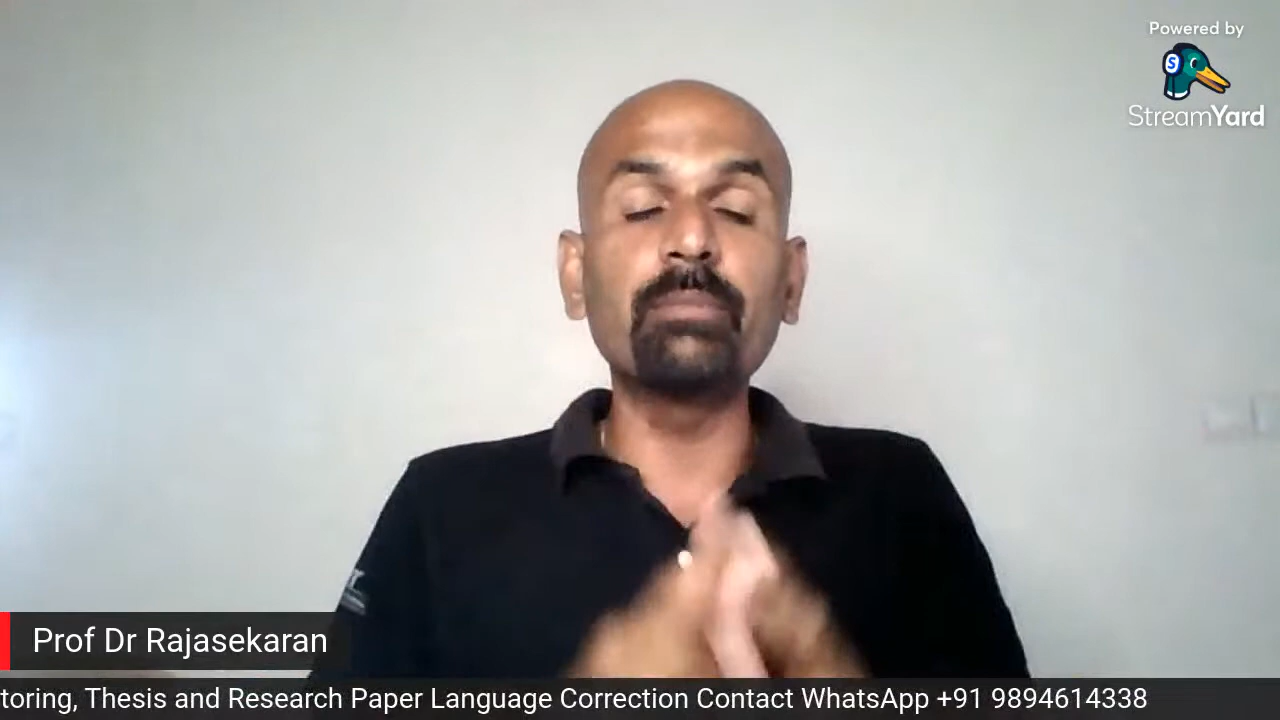 Powered by
StreamYard
Prof Dr Rajasekaran
toring, Thesis and Research Paper Language Correction Contact WhatsApp +91 9894614338